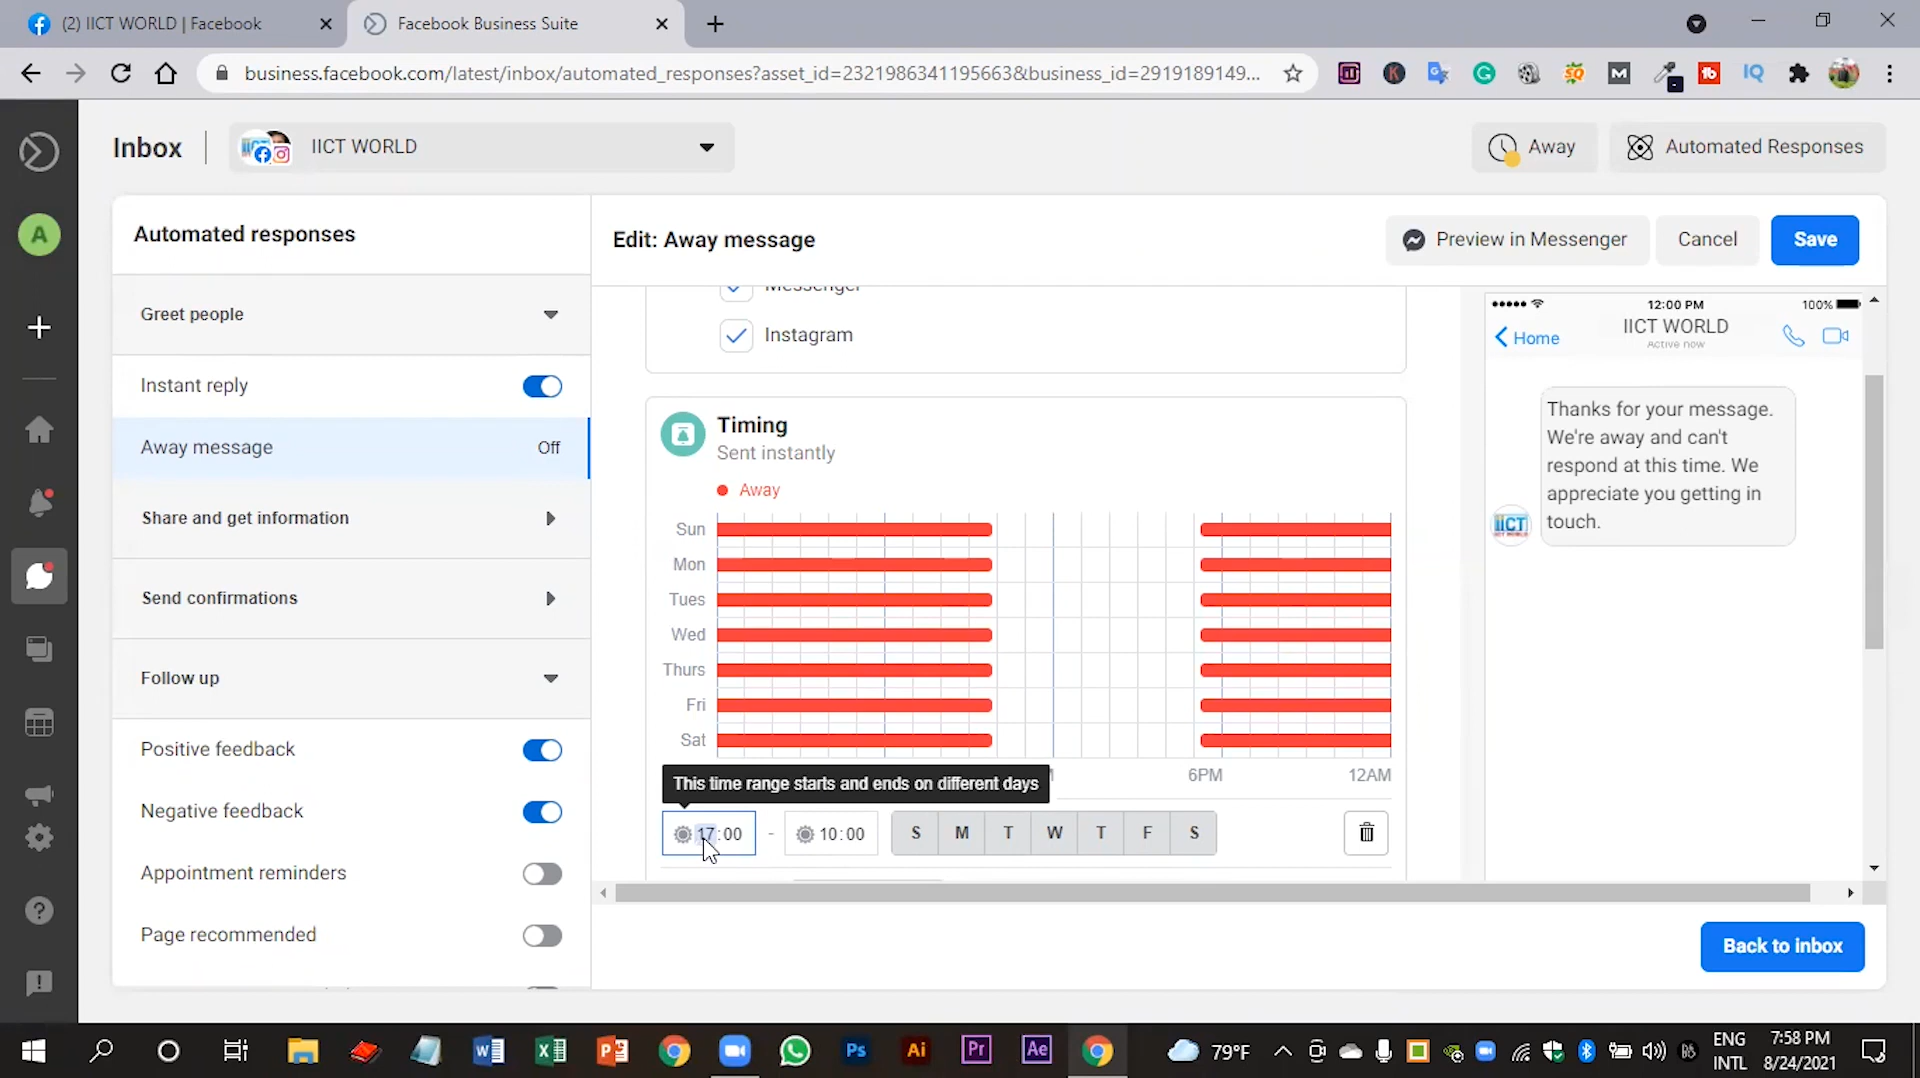 (2) IICT WORLD | Facebook
Facebook Business Suite
business.facebook.com/latest/inbox/automated_responses?asset_id=2321986341195663&business_id=2919189149...
Inbox
IICT WORLD
Away
Automated Responses
A
Automated responses
Greet people
Instant reply
Away message
Off
Share and get information
Send confirmations
Follow up
Positive feedback
Negative feedback
Appointment reminders
Page recommended
Edit: Away message
Preview in Messenger
Cancel
Save
Messenger
Instagram
Timing
Sent instantly
Away
Sun
Mon
Tues
Wed
Thurs
Fri
Sat
6PM
12AM
This time range starts and ends on different days
17:00 - 10:00 S M T W T F S
12:00 PM
100%
Home
IICT WORLD
Active now
Thanks for your message.
We're away and can't
respond at this time. We
appreciate you getting in
touch.
IICT
Back to inbox
79°F
ENG
INTL
7:58 PM
8/24/2021